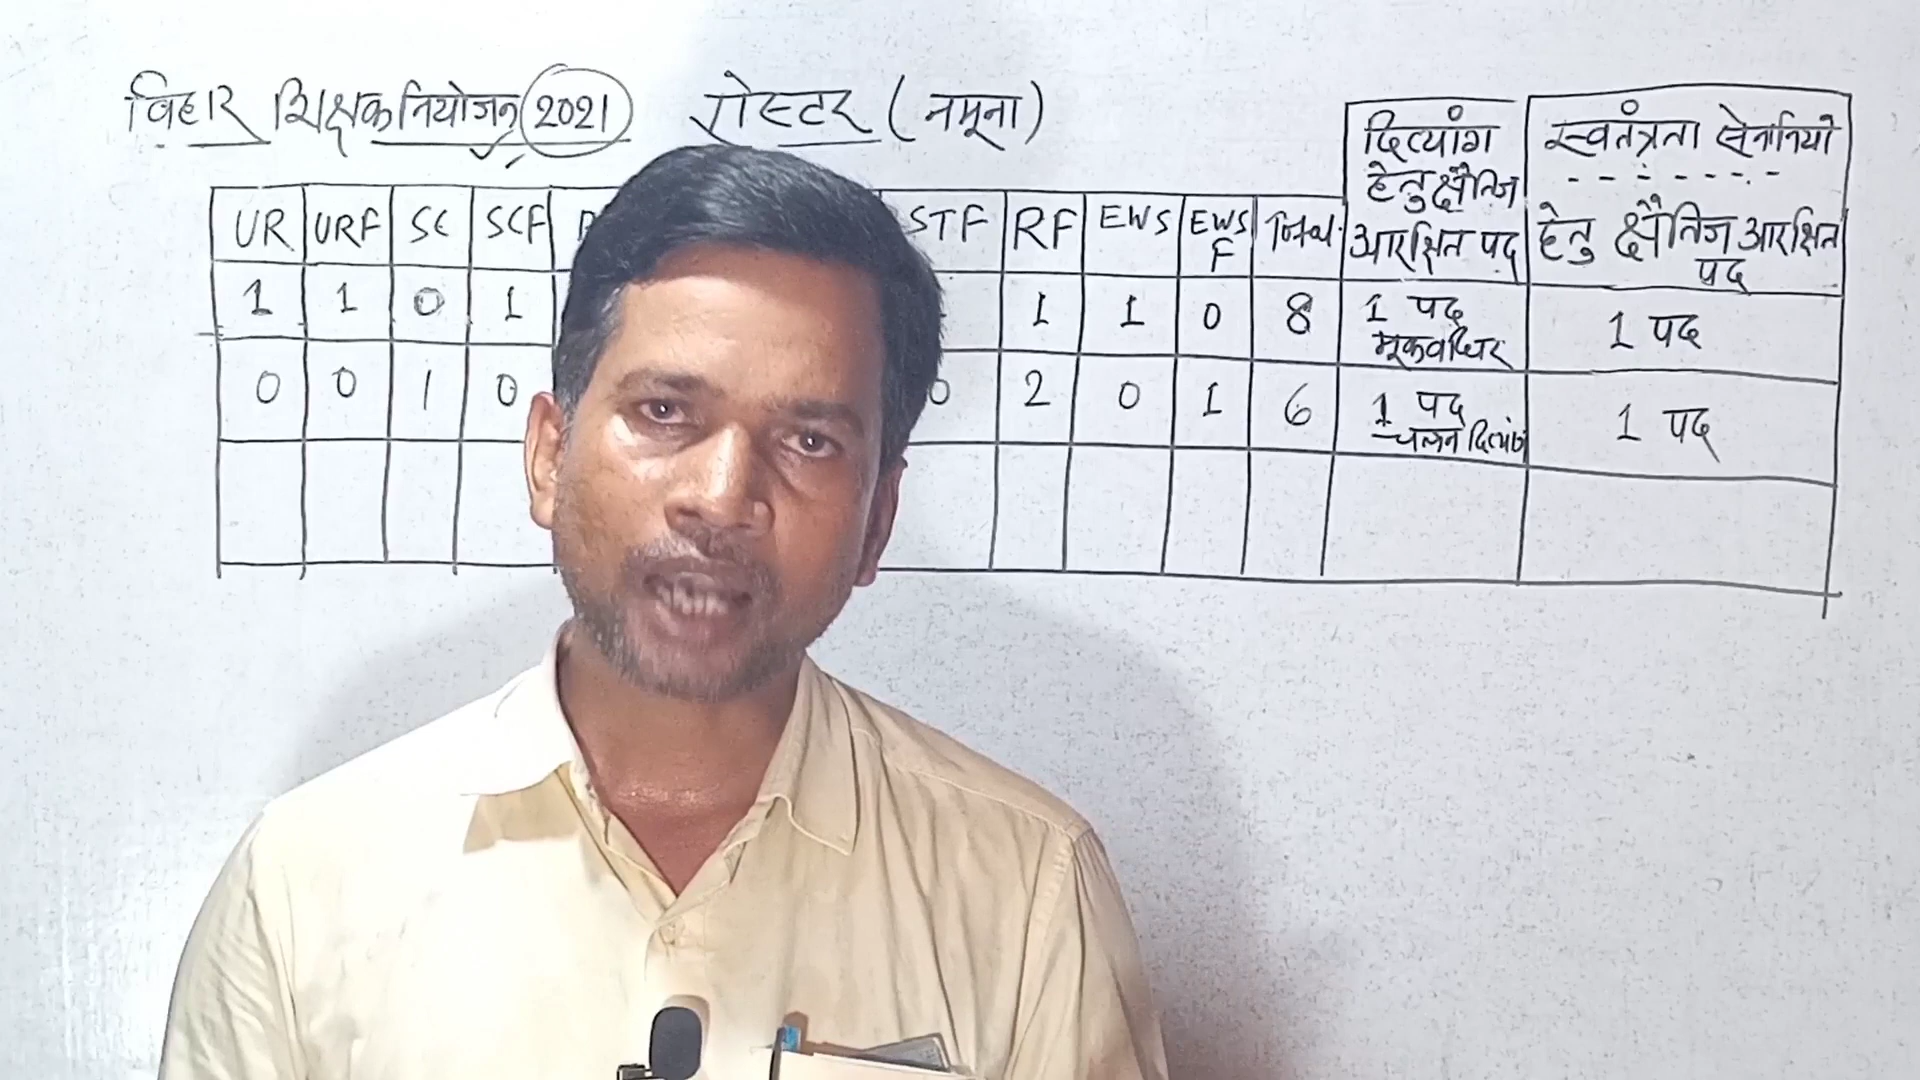 बिहार शिक्षक नियोजन 2021 रोस्टर (नमूना)
दिव्यांग
हेतु क्षैतिज
आरक्षित पद
स्वतंत्रता सेनानियों
हेतु क्षैतिज आरक्षित
पद
UR URF SC SCF STF RF EWS EWS F Total
1 1 0 1 1 1 0 8 1 पद 1 पद
मूकबधिर
0 0 1 0 0 2 0 1 6 1 पद 1 पद
चलन दिव्यांग